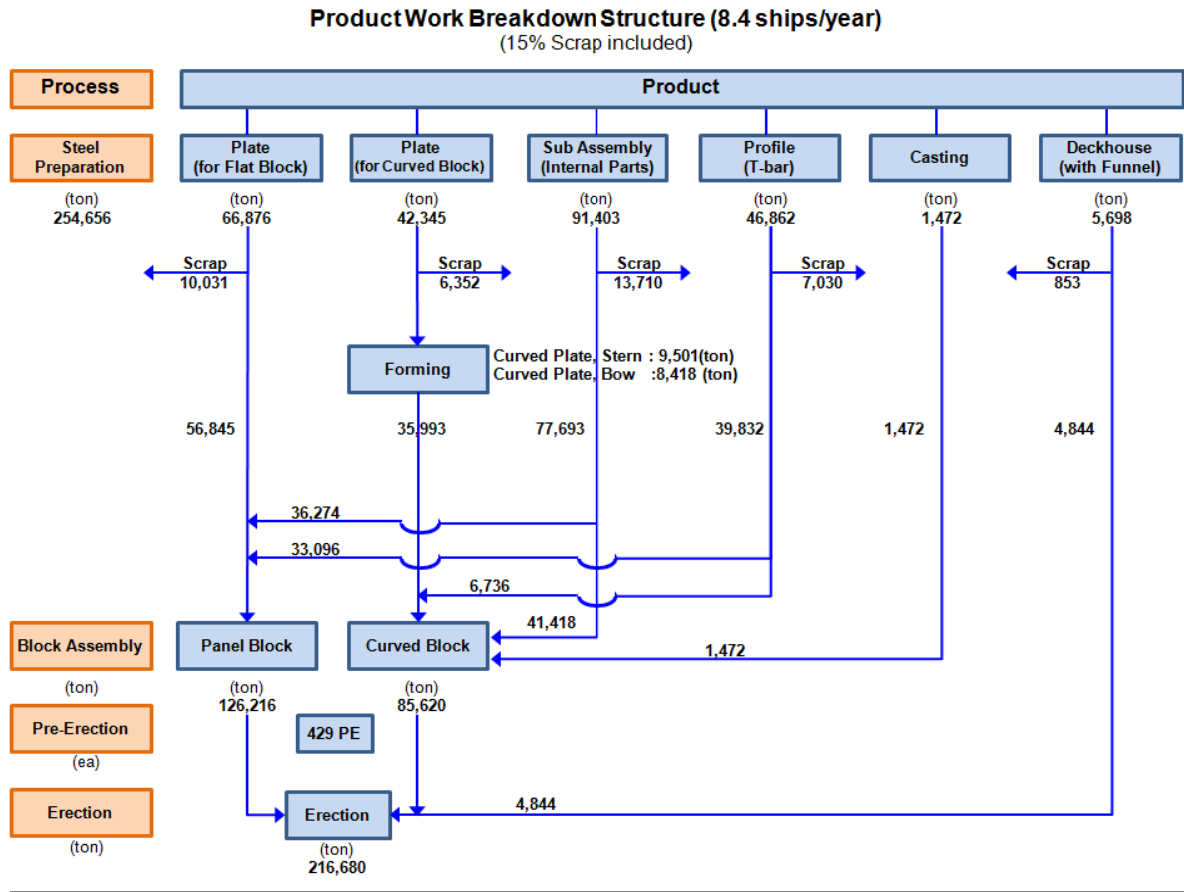 Product Work Breakdown Structure (8.4 ships/year)
(15% Scrap included)
Process
Product
Steel
Preparation
Plate
(for Flat Block)
Plate
(for Curved Block)
Sub Assembly
(Internal Parts)
Profile
(T-bar)
Casting
Deckhouse
(with Funnel)
(ton)
254,656
(ton)
66,876
(ton)
42,345
(ton)
91,403
(ton)
46,862
(ton)
1,472
(ton)
5,698
Scrap
10,031
Scrap
6,352
Scrap
13,710
Scrap
7,030
Scrap
853
Forming
Curved Plate, Stern : 9,501(ton)
Curved Plate, Bow :8,418 (ton)
56,845
35,993
77,693
39,832
1,472
4,844
36,274
33,096
6,736
41,418
1,472
Block Assembly
Panel Block
Curved Block
(ton)
(ton)
126,216
(ton)
85,620
Pre-Erection
429 PE
(ea)
Erection
Erection
4,844
(ton)
(ton)
216,680